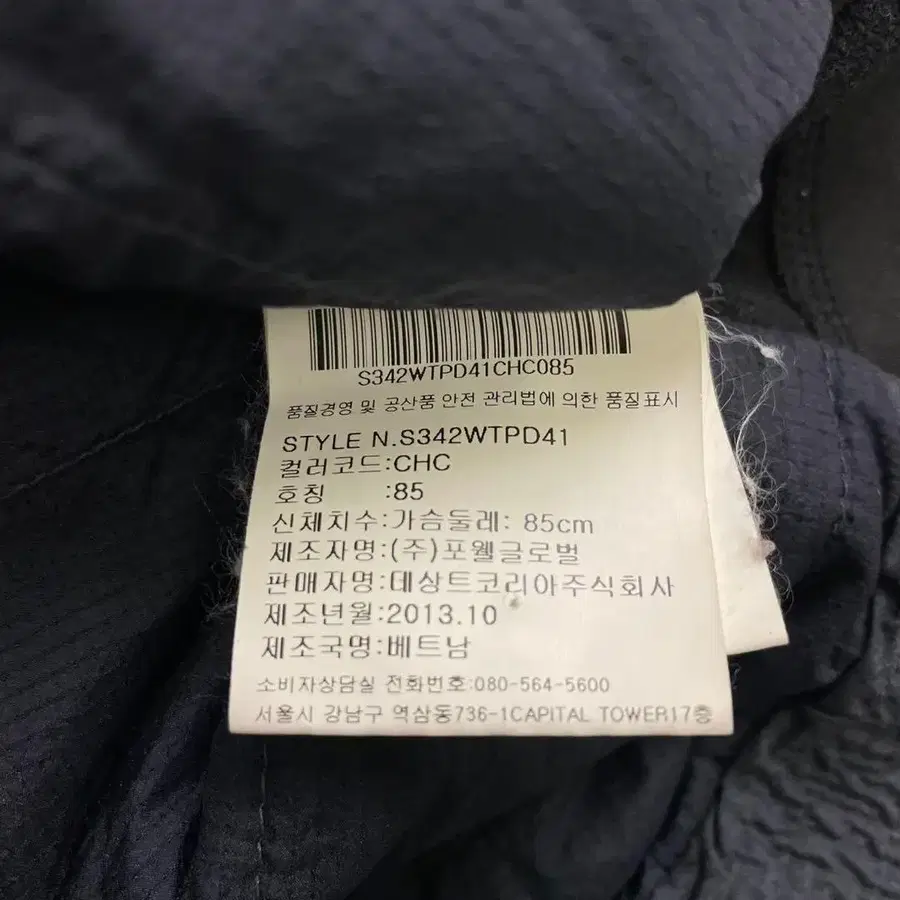 S342WTPD41CHC085
품질경영 및 공산품 안전 관리법에 의한 품질표시
STYLE N.S342WTPD41
컬러코드:CHC
호칭 :85
신체치수:가슴둘레: 85cm
제조자명:(주)포웰글로벌
판매자명:데상트코리아주식회사
제조년월:2013.10
제조국명:베트남
소비자상담실 전화번호:080-564-5600
서울시 강남구 역삼동736-1CAPITAL TOWER17층